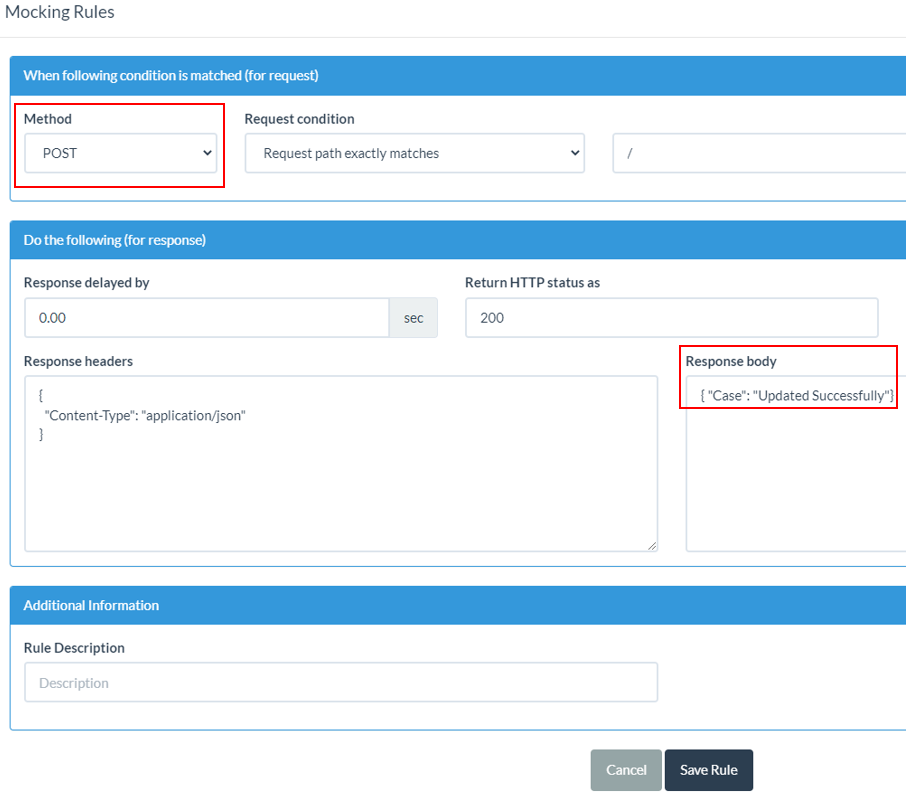 Mocking Rules
When following condition is matched (for request)
Method
Request condition
POST
Request path exactly matches
/
Do the following (for response)
Response delayed by
Return HTTP status as
0.00
sec
200
Response headers
Response body
{
"Content-Type": "application/json"
}
{ "Case": "Updated Successfully"}
Additional Information
Rule Description
Description
Cancel
Save Rule